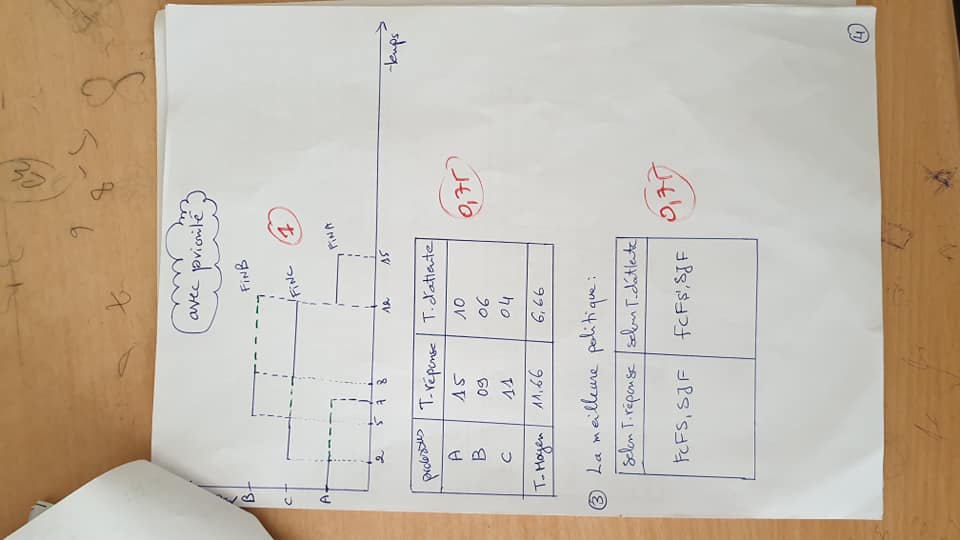 avec priorité
B
FiNB
C
FiNC
1
A
FiNA
2 5 7 8 12 15
temps
processus T-réponse T.d'attente
A 15 10
B 09 06
C 11 04
T-Moyen 11,66 6,66
0,75
③ La meilleure politique:
selon T.réponse selon T.d'attente
FCFS, SJF FCFS, SJF
0,75
4